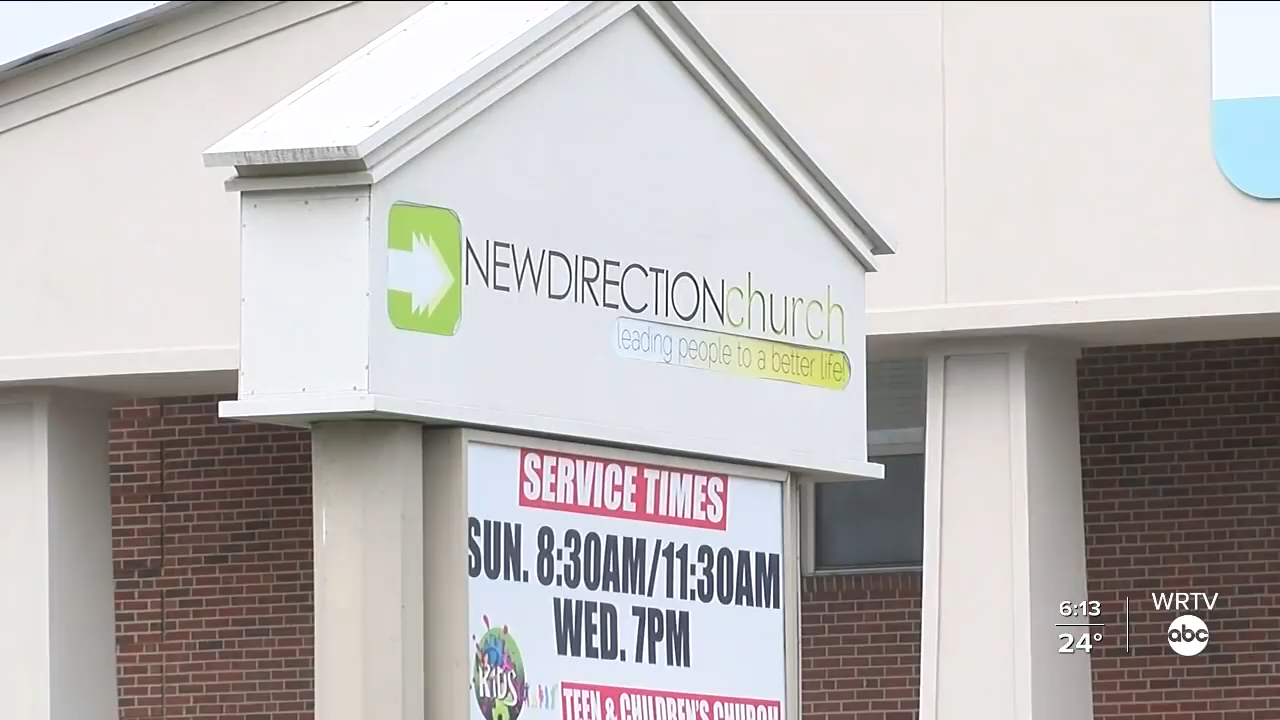 NEWDIRECTIONchurch
leading people to a better life!
SERVICE TIMES
SUN. 8:30AM/11:30AM
WED. 7PM
KiDS
TEEN & CHILDREN'S CHURCH
6:13
24°
WRTV
abc